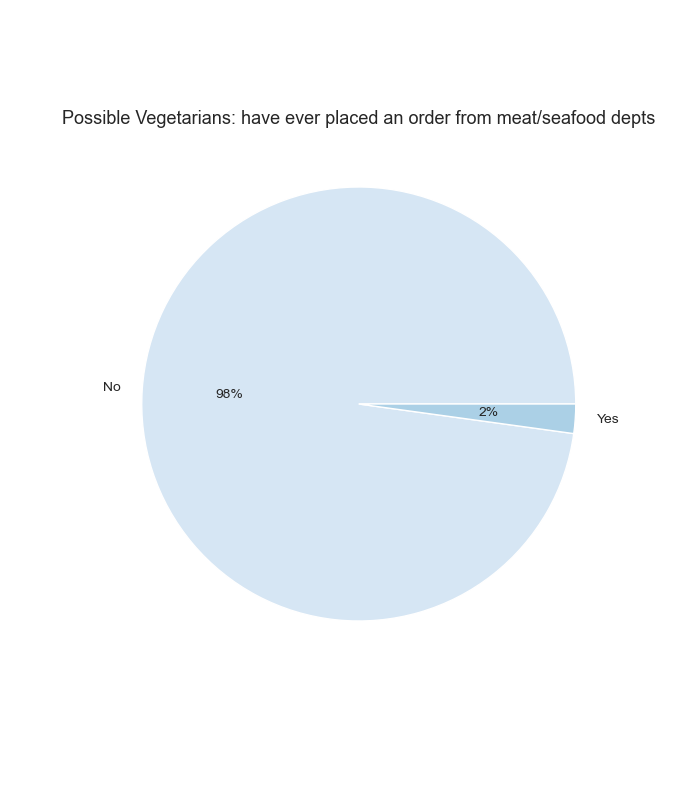 Possible Vegetarians: have ever placed an order from meat/seafood depts
No
98%
2%
Yes